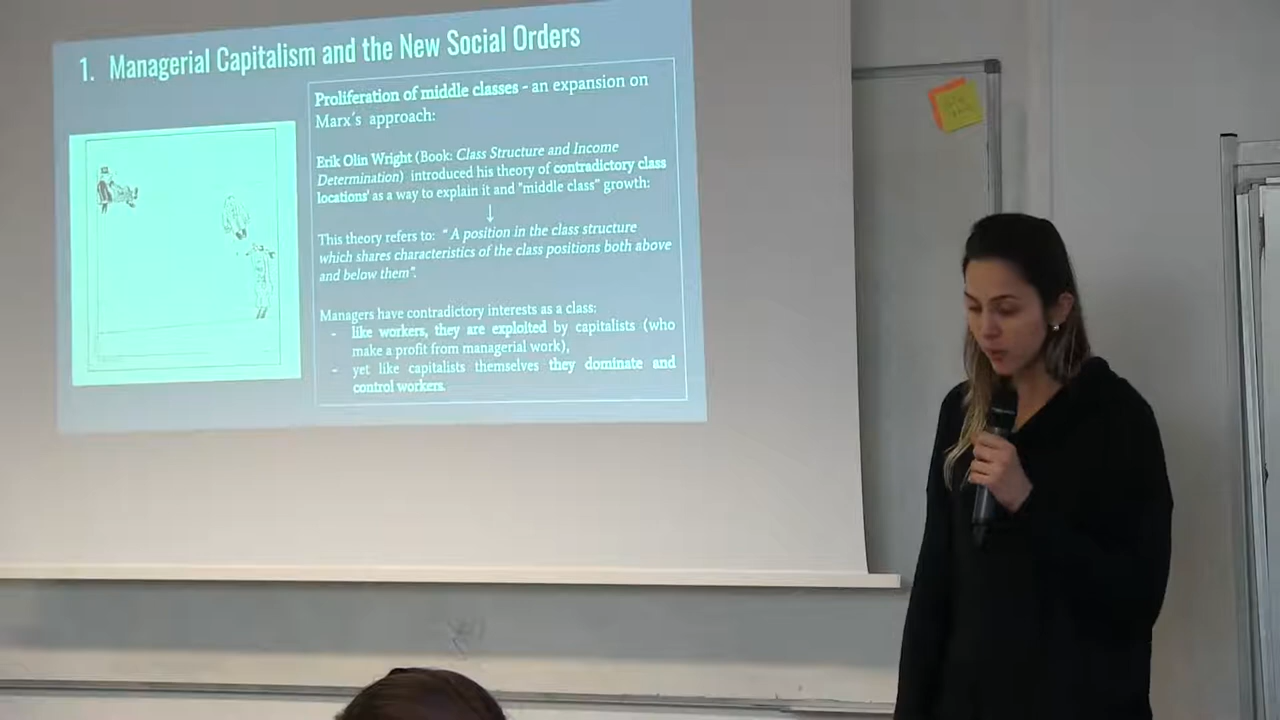 1. Managerial Capitalism and the New Social Orders
Proliferation of middle classes - an expansion on
Marx´s approach:
Erik Olin Wright (Book: Class Structure and Income
Determination) introduced his theory of contradictory class
locations' as a way to explain it and "middle class" growth:
↓
This theory refers to: " A position in the class structure
which shares characteristics of the class positions both above
and below them".
Managers have contradictory interests as a class:
- like workers, they are exploited by capitalists (who
make a profit from managerial work),
- yet like capitalists themselves they dominate and
control workers.